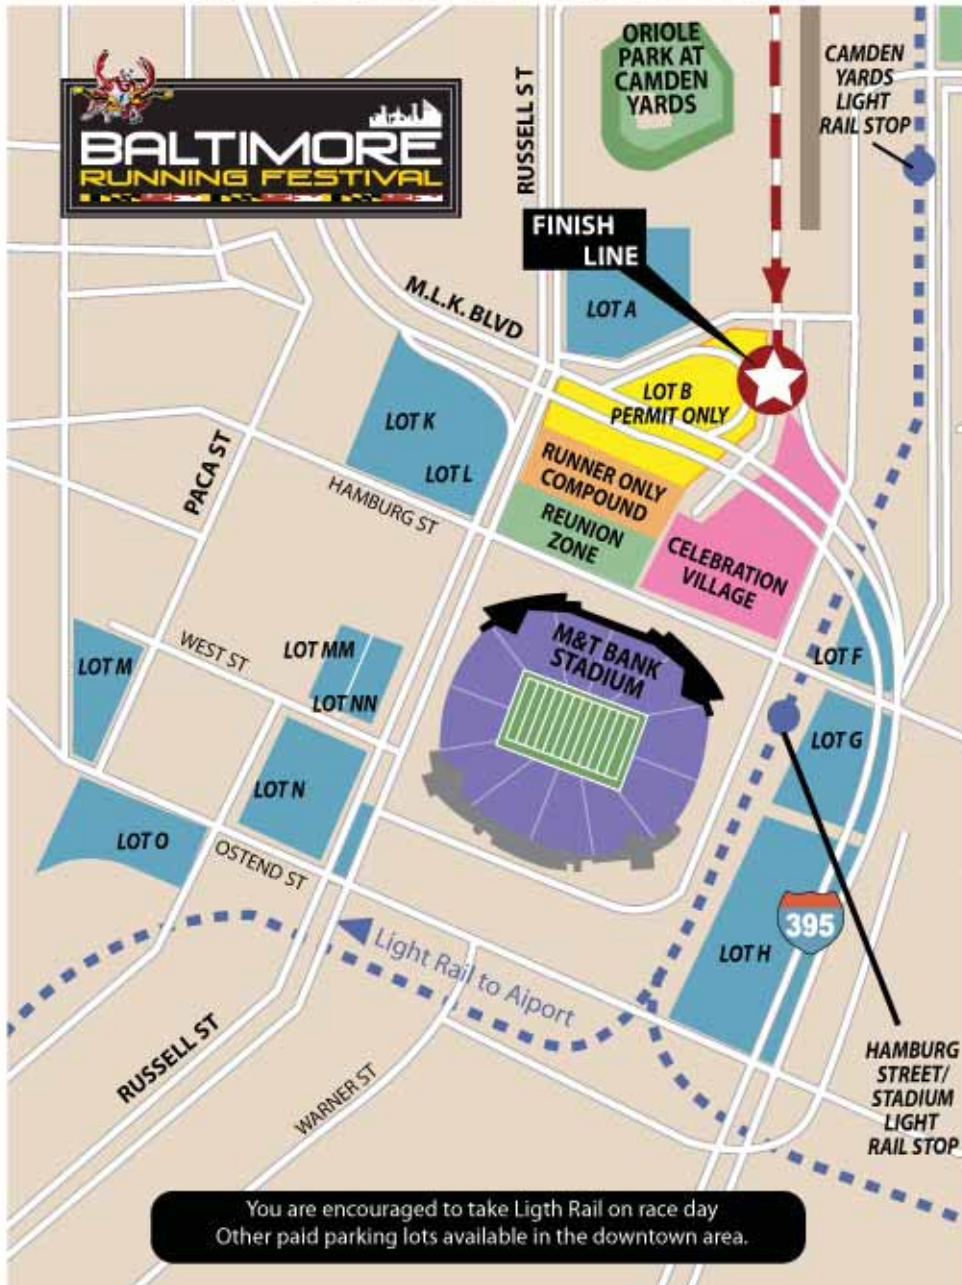 ORIOLE
PARK AT
CAMDEN
YARDS
CAMDEN
YARDS
LIGHT
RAIL STOP
BALTIMORE
RUNNING FESTIVAL
RUSSELL ST
FINISH
LINE
LOT A
M.L.K. BLVD
LOT B
PERMIT ONLY
LOT K
LOT L
PACA ST
HAMBURG ST
RUNNER ONLY
COMPOUND
REUNION
ZONE
CELEBRATION
VILLAGE
M&T BANK
STADIUM
WEST ST
LOT M
LOT MM
LOT NN
LOT F
LOT G
LOT N
LOT O
OSTEND ST
395
LOT H
Light Rail to Aiport
RUSSELL ST
WARNER ST
HAMBURG
STREET/
STADIUM
LIGHT
RAIL STOP
You are encouraged to take Ligth Rail on race day
Other paid parking lots available in the downtown area.